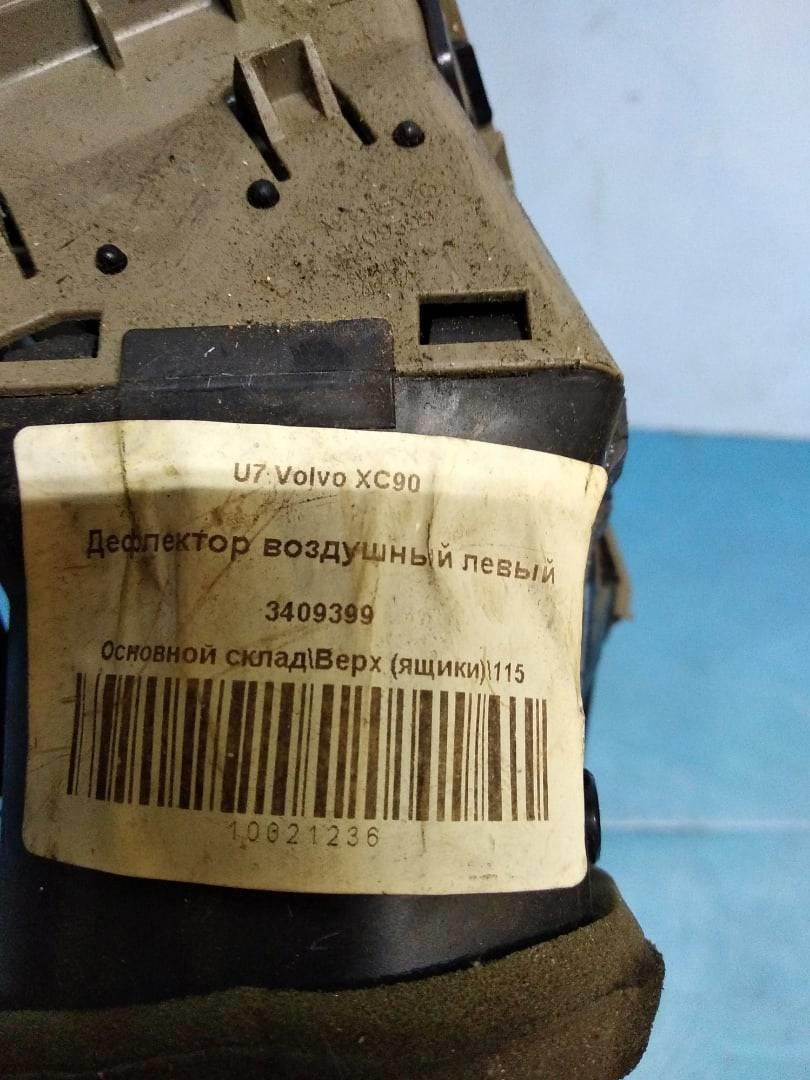 U7 Volvo XC90
Дефлектор воздушный левый
3409399
Основной склад\Верх (ящики)\115
10021236